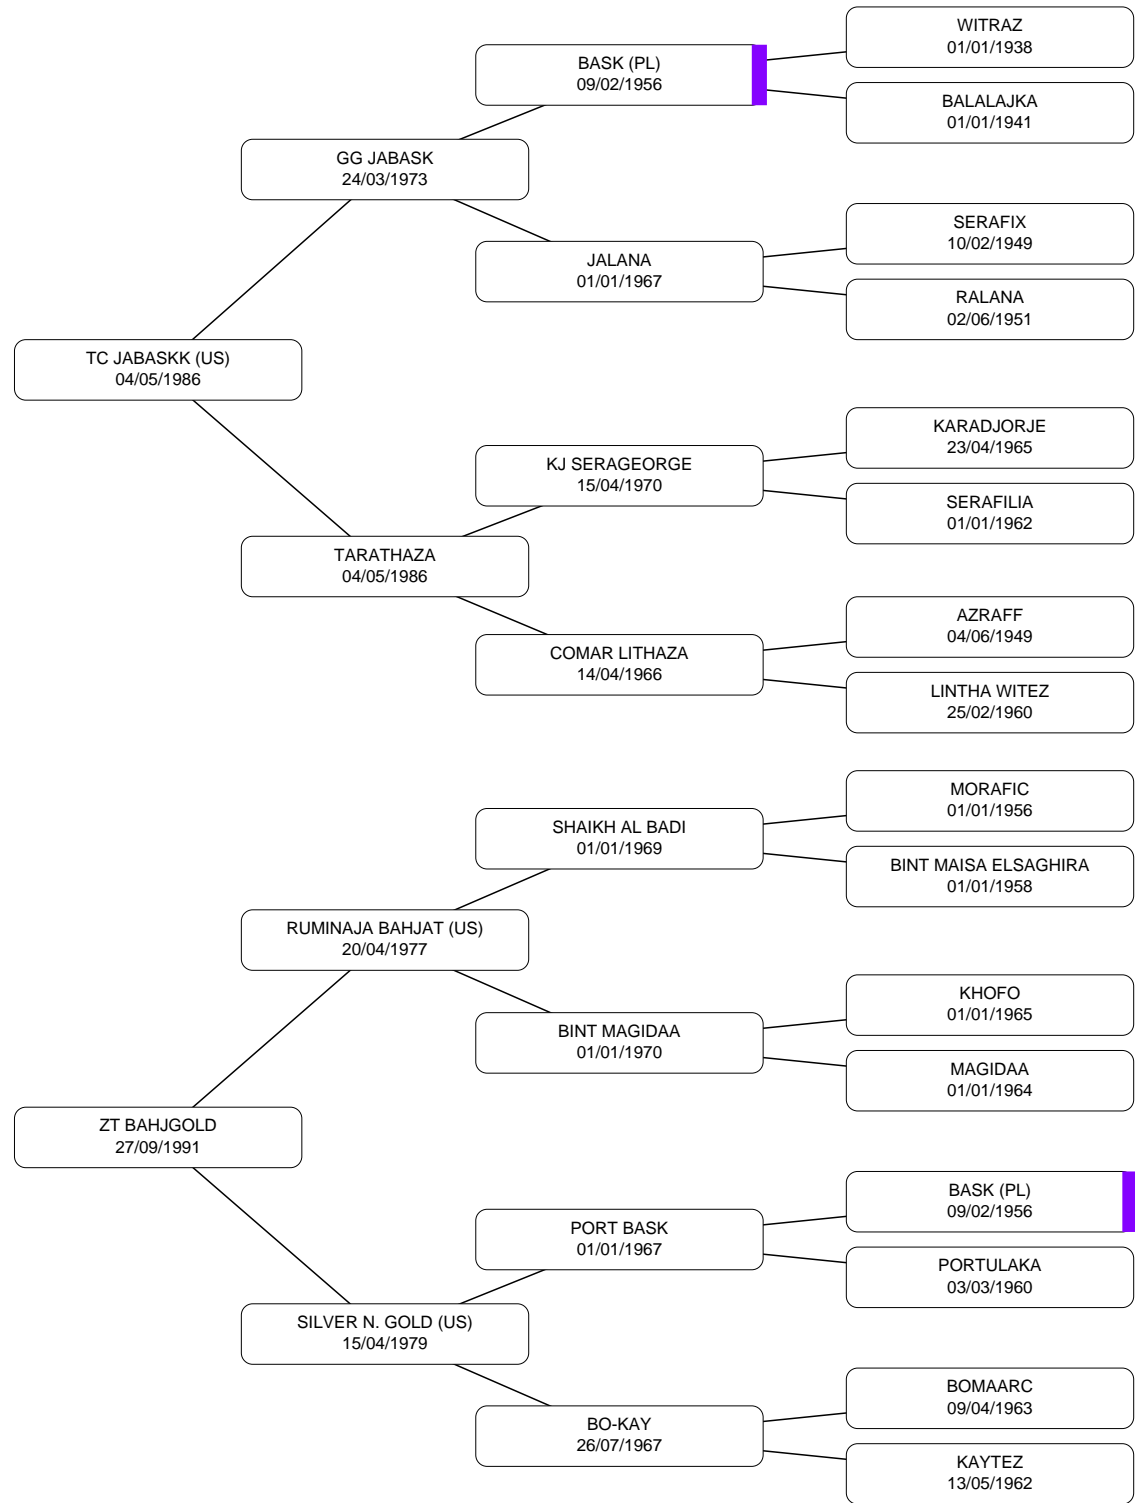 WITRAZ
01/01/1938
BASK (PL)
09/02/1956
BALALAJKA
01/01/1941
GG JABASK
24/03/1973
SERAFIX
10/02/1949
JALANA
01/01/1967
RALANA
02/06/1951
TC JABASKK (US)
04/05/1986
KARADJORJE
23/04/1965
KJ SERAGEORGE
15/04/1970
SERAFILIA
01/01/1962
TARATHAZA
04/05/1986
AZRAFF
04/06/1949
COMAR LITHAZA
14/04/1966
LINTHA WITEZ
25/02/1960
MORAFIC
01/01/1956
SHAIKH AL BADI
01/01/1969
BINT MAISA ELSAGHIRA
01/01/1958
RUMINAJA BAHJAT (US)
20/04/1977
KHOFO
01/01/1965
BINT MAGIDAA
01/01/1970
MAGIDAA
01/01/1964
ZT BAHJGOLD
27/09/1991
BASK (PL)
09/02/1956
PORT BASK
01/01/1967
PORTULAKA
03/03/1960
SILVER N. GOLD (US)
15/04/1979
BOMAARC
09/04/1963
BO-KAY
26/07/1967
KAYTEZ
13/05/1962